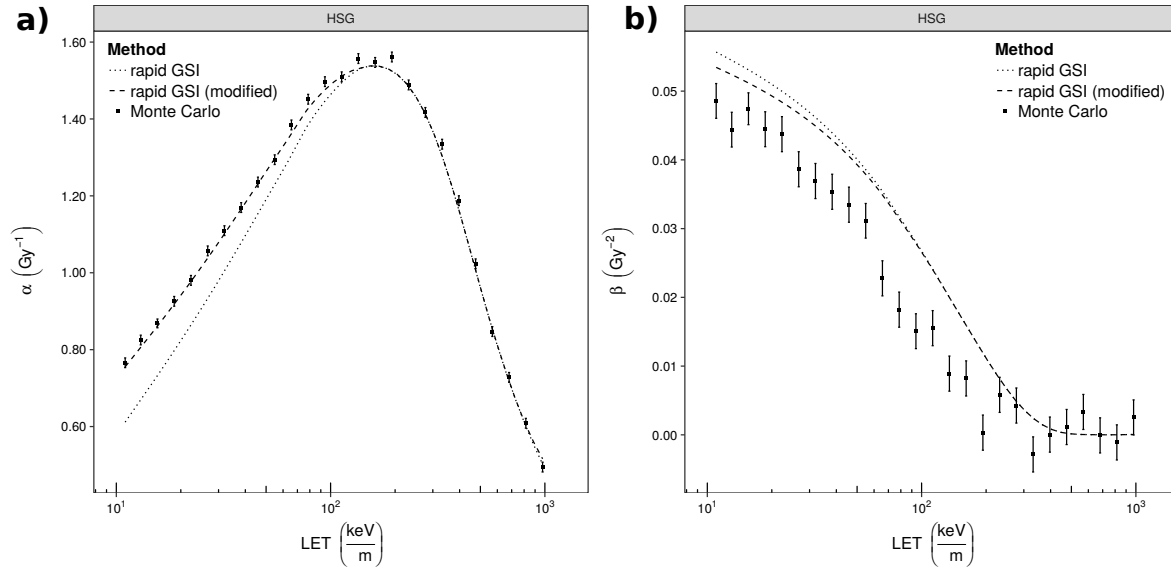 a)
HSG
Method
rapid GSI
rapid GSI (modified)
Monte Carlo
1.60
1.40
1.20
1.00
0.80
0.60
α (Gy⁻¹)
10¹
10²
10³
LET (keV/m)
b)
HSG
Method
rapid GSI
rapid GSI (modified)
Monte Carlo
0.05
0.04
0.03
0.02
0.01
0.00
β (Gy⁻²)
10¹
10²
10³
LET (keV/m)